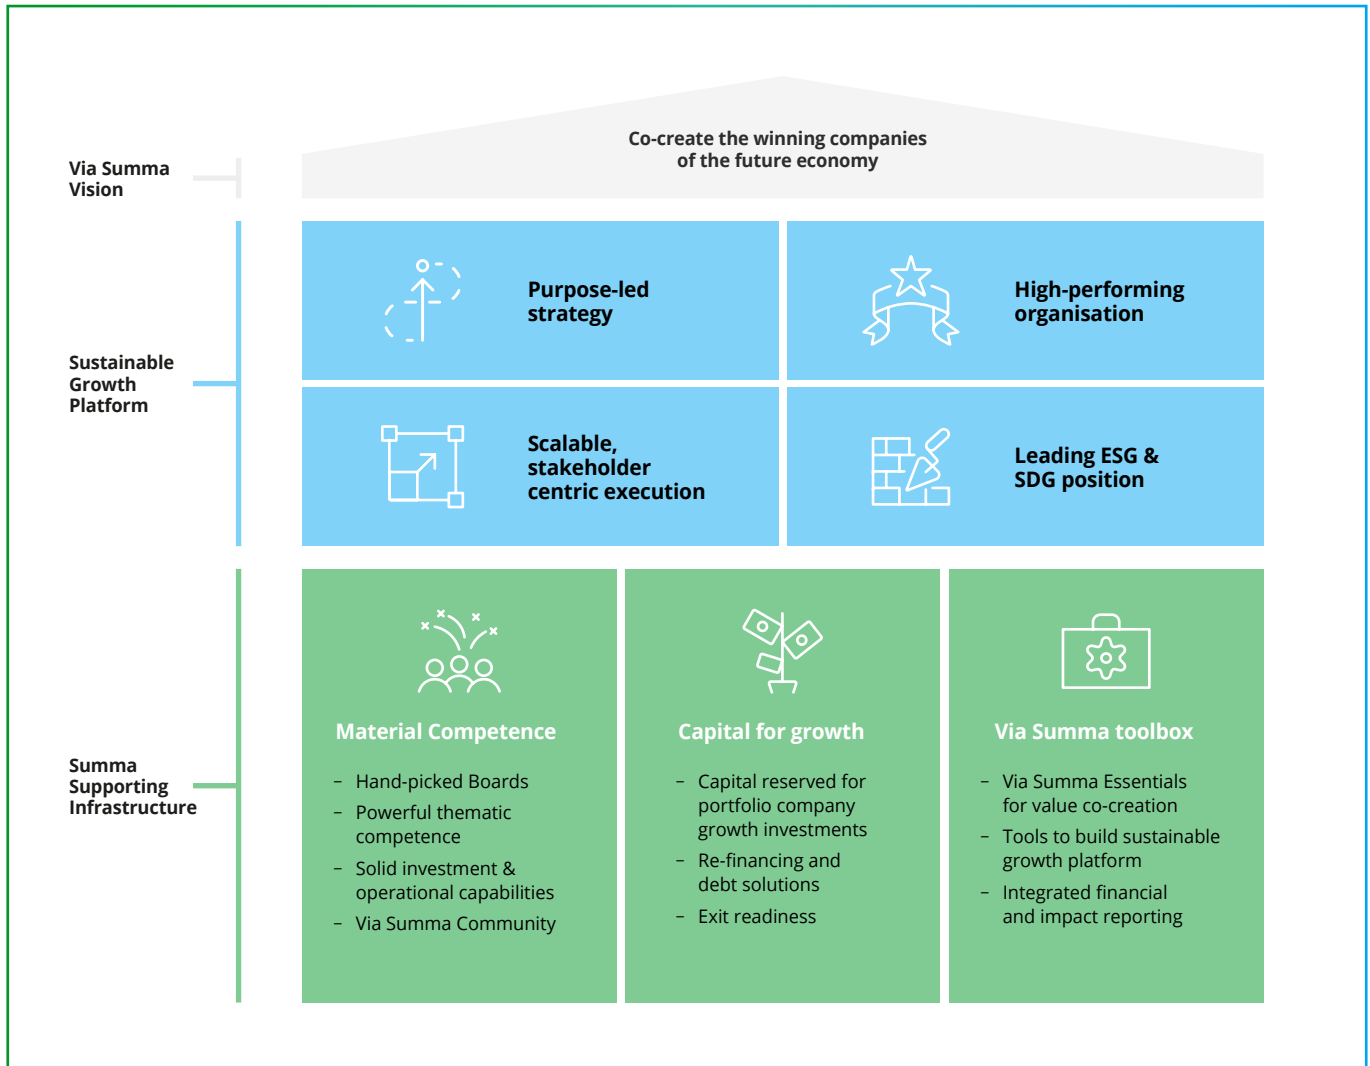 Co-create the winning companies
of the future economy
Via Summa
Vision
Purpose-led
strategy
High-performing
organisation
Sustainable
Growth
Platform
Scalable,
stakeholder
centric execution
Leading ESG &
SDG position
Summa
Supporting
Infrastructure
Material Competence
– Hand-picked Boards
– Powerful thematic
competence
– Solid investment &
operational capabilities
– Via Summa Community
Capital for growth
– Capital reserved for
portfolio company
growth investments
– Re-financing and
debt solutions
– Exit readiness
Via Summa toolbox
– Via Summa Essentials
for value co-creation
– Tools to build sustainable
growth platform
– Integrated financial
and impact reporting